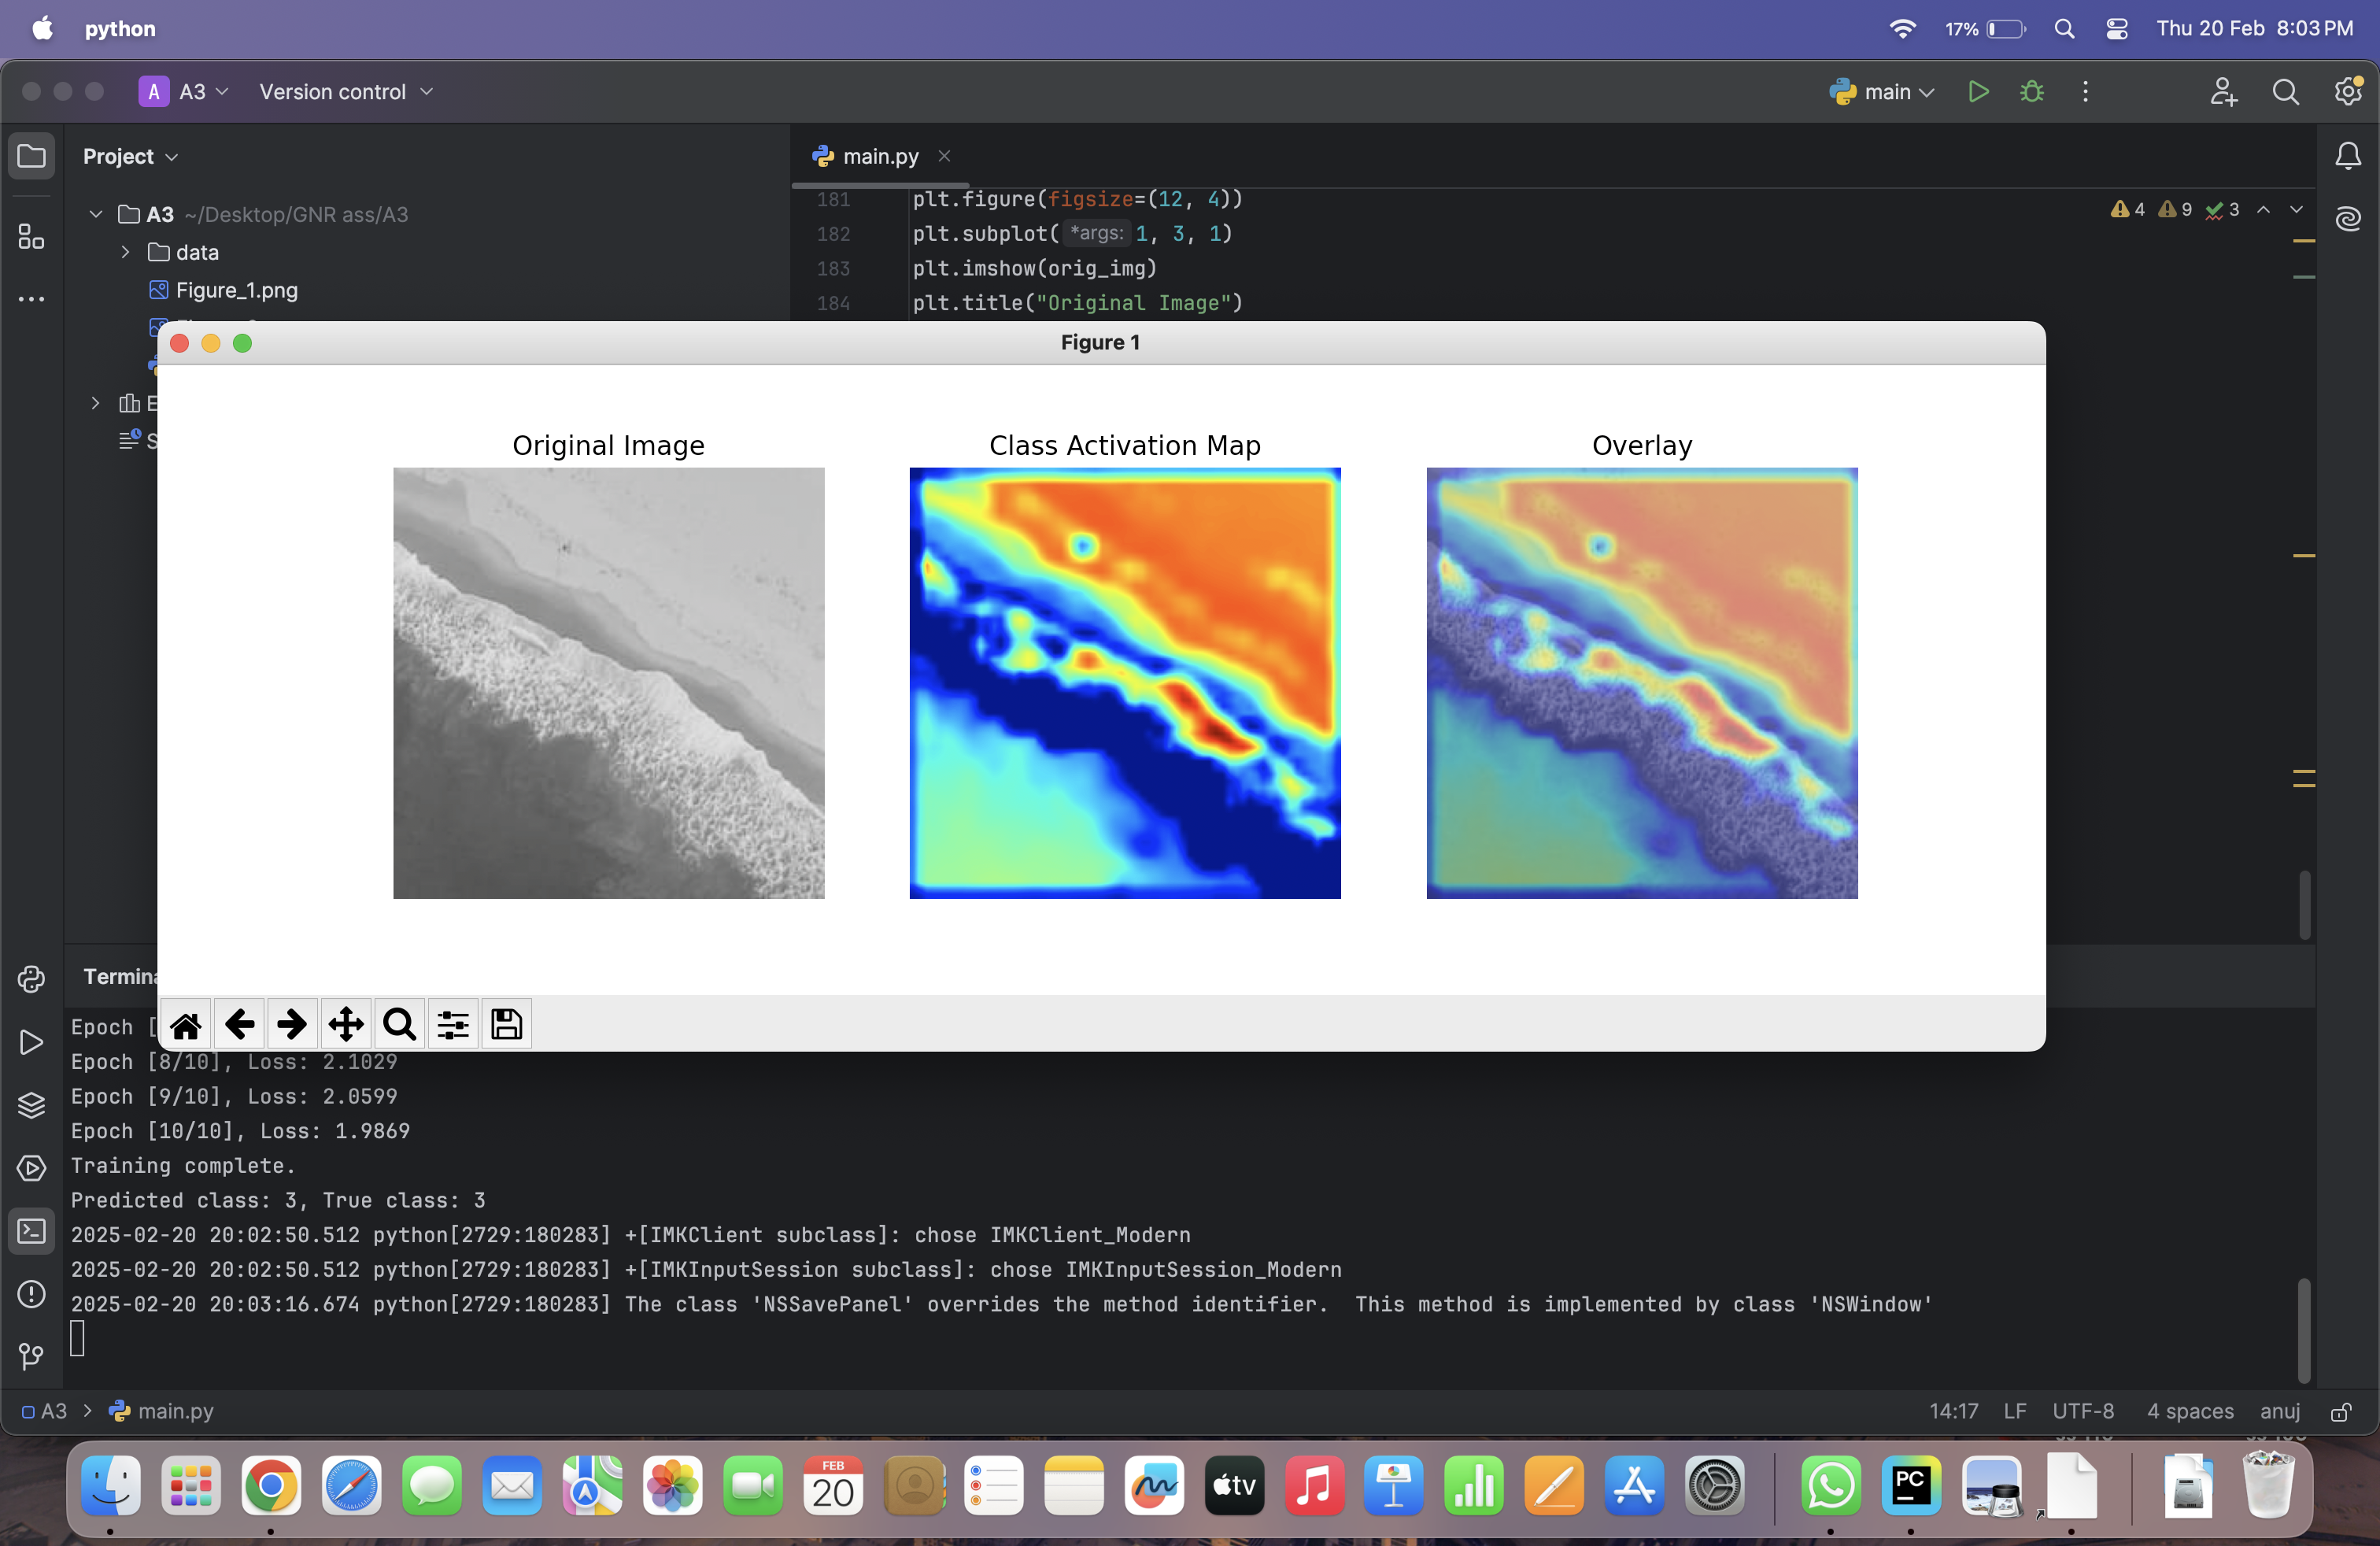 python
17%
Thu 20 Feb 8:03 PM
A
A3
Version control
main
Project
main.py
A3 ~/Desktop/GNR ass/A3
data
Figure_1.png
181 plt.figure(figsize=(12, 4))
182 plt.subplot( *args: 1, 3, 1)
183 plt.imshow(orig_img)
184 plt.title("Original Image")
4 9 3
Figure 1
Original Image
Class Activation Map
Overlay
Epoch [
Epoch [8/10], Loss: 2.1029
Epoch [9/10], Loss: 2.0599
Epoch [10/10], Loss: 1.9869
Training complete.
Predicted class: 3, True class: 3
2025-02-20 20:02:50.512 python[2729:180283] +[IMKClient subclass]: chose IMKClient_Modern
2025-02-20 20:02:50.512 python[2729:180283] +[IMKInputSession subclass]: chose IMKInputSession_Modern
2025-02-20 20:03:16.674 python[2729:180283] The class 'NSSavePanel' overrides the method identifier.  This method is implemented by class 'NSWindow'
A3 > main.py
14:17 LF UTF-8 4 spaces anuj
FEB
20
tv
PC